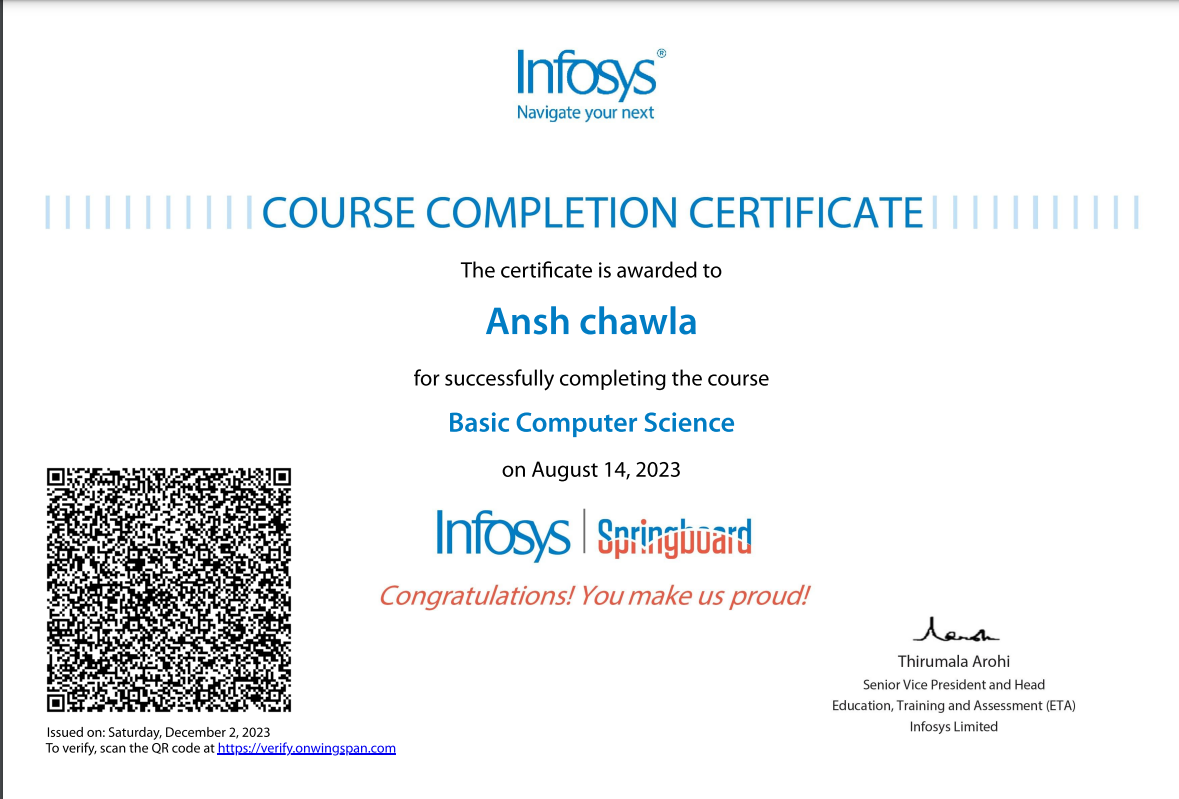 Infosys®
Navigate your next
COURSE COMPLETION CERTIFICATE
The certificate is awarded to
Ansh chawla
for successfully completing the course
Basic Computer Science
on August 14, 2023
Infosys | Springboard
Congratulations! You make us proud!
Thirumala Arohi
Senior Vice President and Head
Education, Training and Assessment (ETA)
Infosys Limited
Issued on: Saturday, December 2, 2023
To verify, scan the QR code at https://verify.onwingspan.com